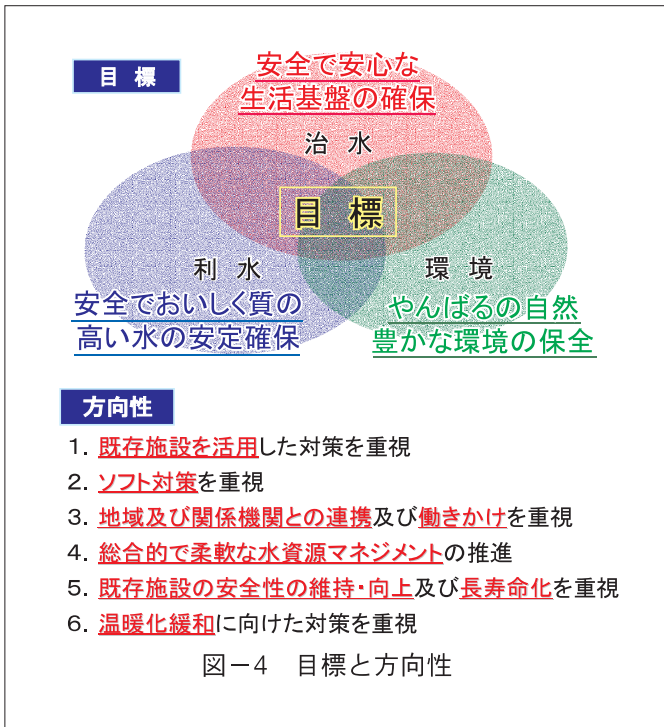 目 標
安全で安心な
生活基盤の確保
治 水
目 標
利 水
環 境
安全でおいしく質の
高い水の安定確保
やんばるの自然
豊かな環境の保全
方向性
1. 既存施設を活用した対策を重視
2. ソフト対策を重視
3. 地域及び関係機関との連携及び働きかけを重視
4. 総合的で柔軟な水資源マネジメントの推進
5. 既存施設の安全性の維持・向上及び長寿命化を重視
6. 温暖化緩和に向けた対策を重視
図－4 目標と方向性